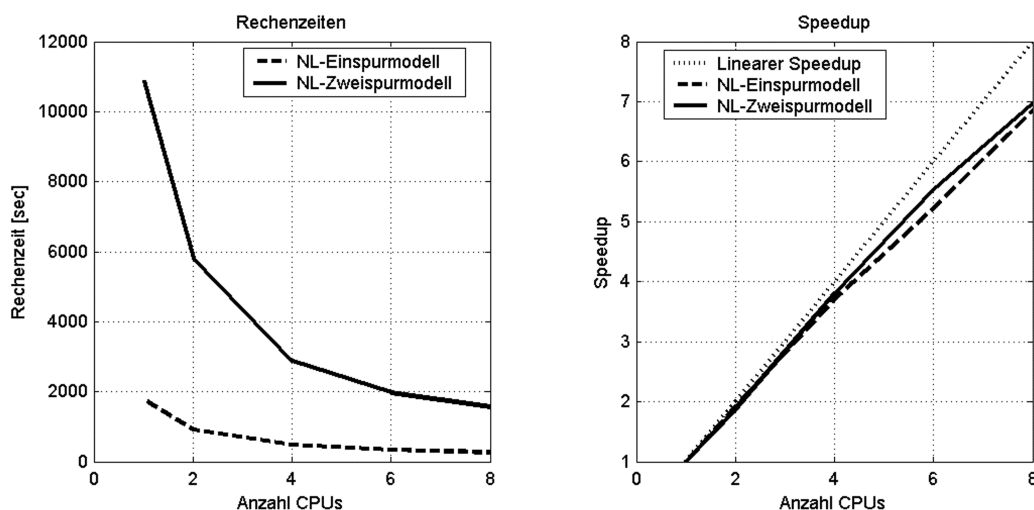 Rechenzeiten
12000
10000
8000
6000
4000
2000
0
Rechenzeit [sec]
NL-Einspurmodell
NL-Zweispurmodell
0 2 4 6 8
Anzahl CPUs
Speedup
8
7
6
5
4
3
2
1
Speedup
Linearer Speedup
NL-Einspurmodell
NL-Zweispurmodell
0 2 4 6 8
Anzahl CPUs